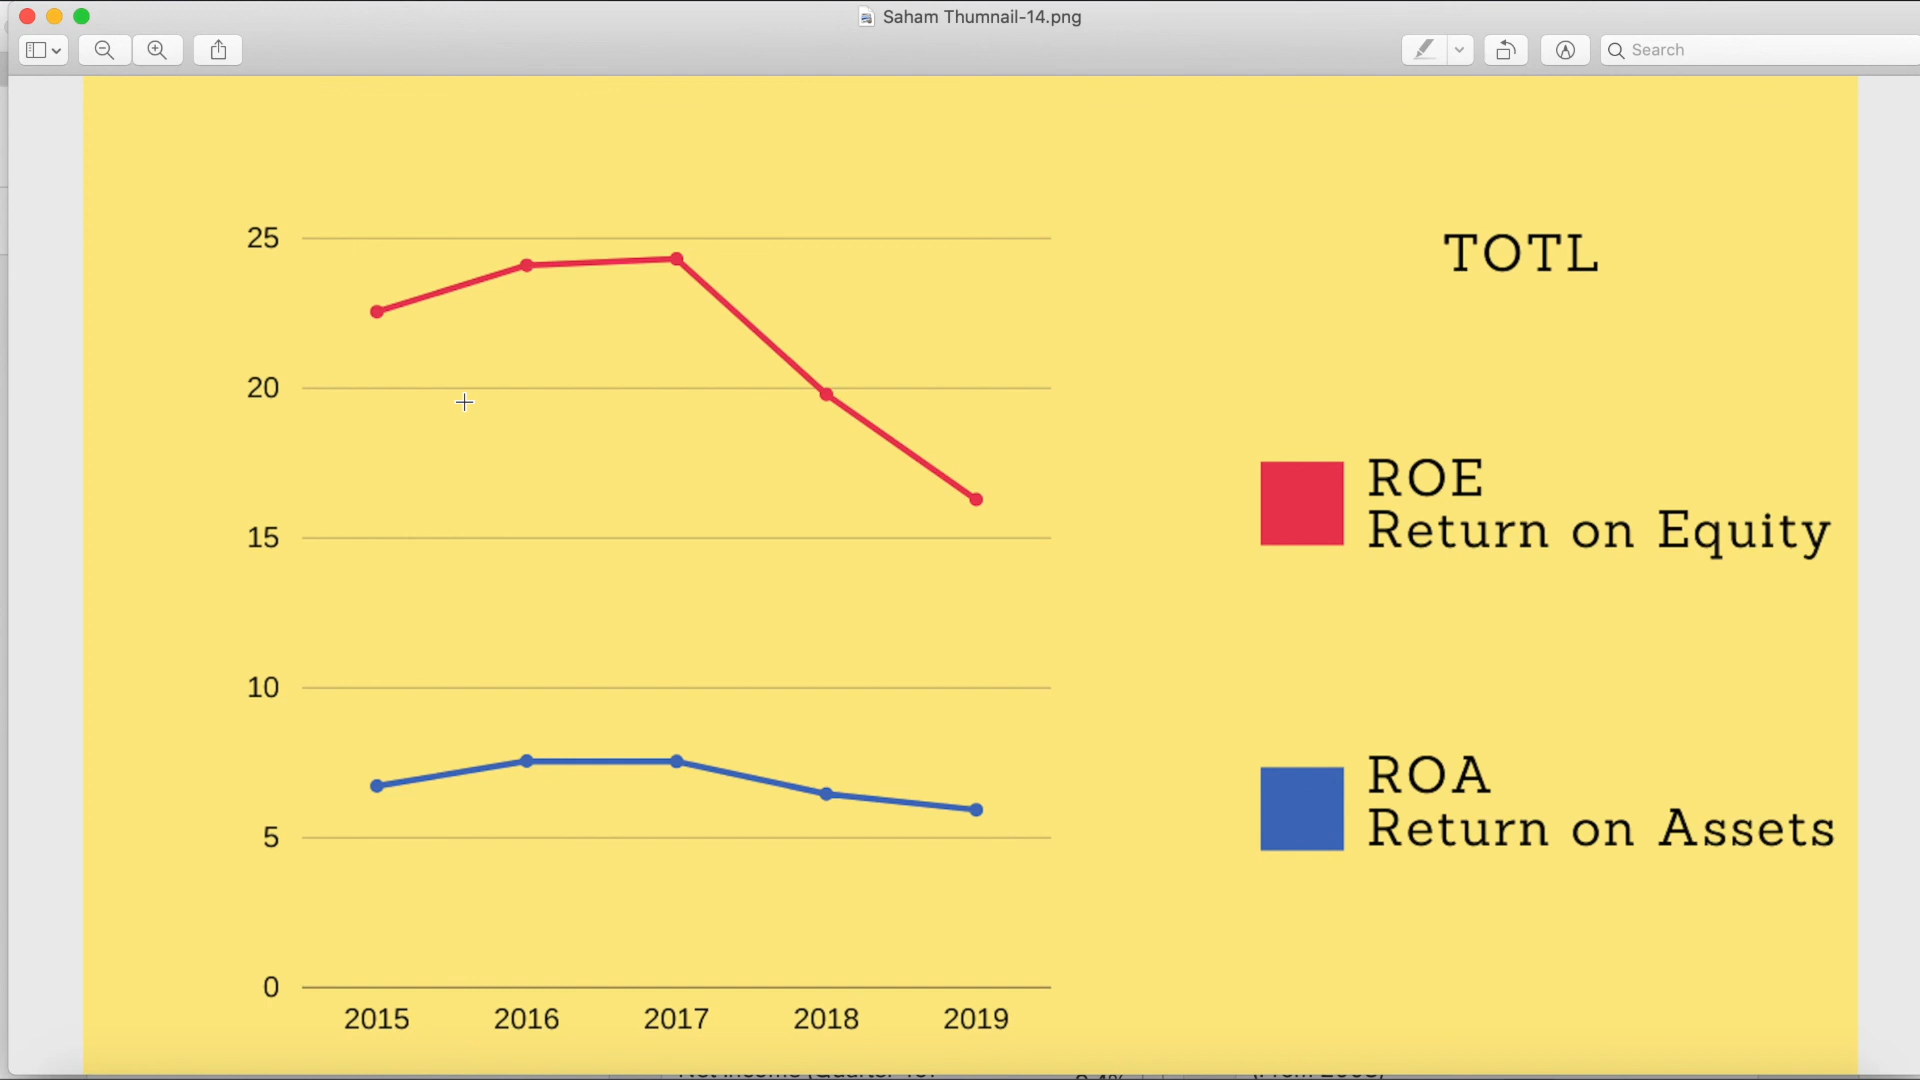 Saham Thumnail-14.png
Search
25
20
15
10
5
0
2015 2016 2017 2018 2019
TOTL
ROE
Return on Equity
ROA
Return on Assets